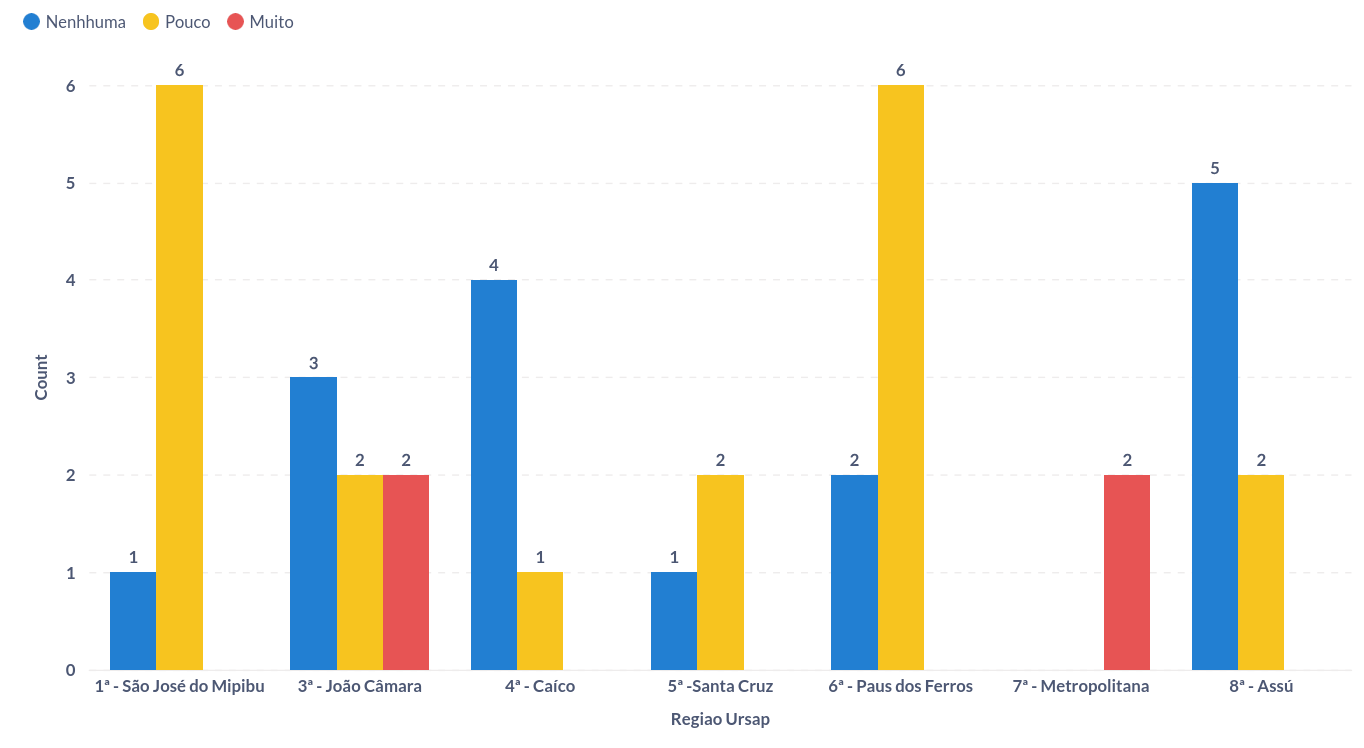 Nenhhuma Pouco Muito
6 6
6
5
5
4
4
3
3
2 2 2 2 2 2
2
1 1 1
1
0
Count
1ª - São José do Mipibu 3ª - João Câmara 4ª - Caíco 5ª -Santa Cruz 6ª - Paus dos Ferros 7ª - Metropolitana 8ª - Assú
Regiao Ursap